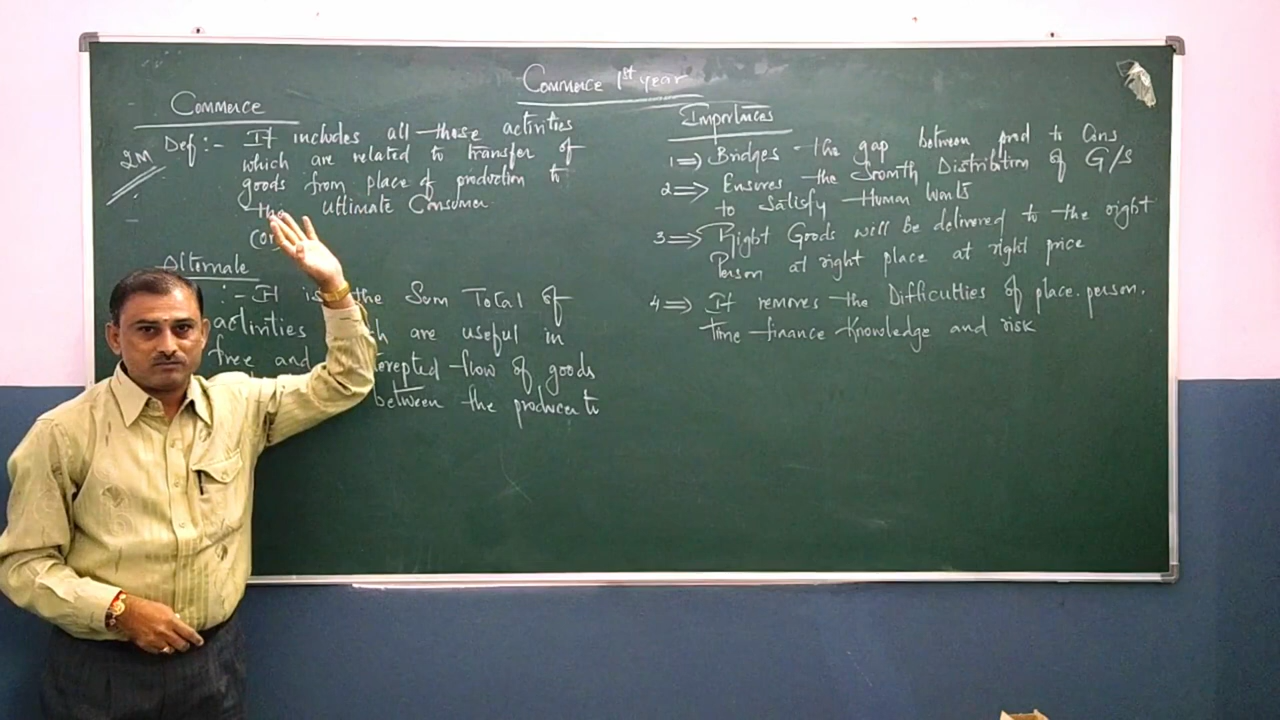 Commerce 1st year
Commerce
2M
Def :- It includes all those activities
which are related to transfer of
goods from place of production to
the ultimate Consumer
Alternate
:- It is the Sum Total of
activities are useful in
free and flow of goods
between the producer to
Importances
1⇒) Bridges the gap between prod to Cons
2⇒ Ensures the Smooth Distribution of G/S
to Satisfy Human Wants
3⇒) Right Goods will be delivered to the right
Person at right place at right price
4⇒) It removes the Difficulties of place. person.
time finance Knowledge and risk